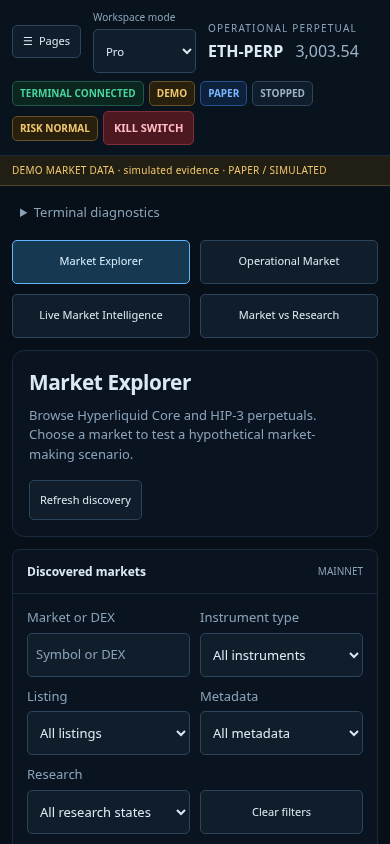 ☰ Pages
Workspace mode
Pro
OPERATIONAL PERPETUAL
ETH-PERP 3,003.54
TERMINAL CONNECTED DEMO PAPER STOPPED
RISK NORMAL KILL SWITCH
DEMO MARKET DATA · simulated evidence · PAPER / SIMULATED
▶ Terminal diagnostics
Market Explorer Operational Market
Live Market Intelligence Market vs Research
Market Explorer
Browse Hyperliquid Core and HIP-3 perpetuals.
Choose a market to test a hypothetical market-
making scenario.
Refresh discovery
Discovered markets MAINNET
Market or DEX Instrument type
Symbol or DEX All instruments
Listing Metadata
All listings All metadata
Research
All research states Clear filters